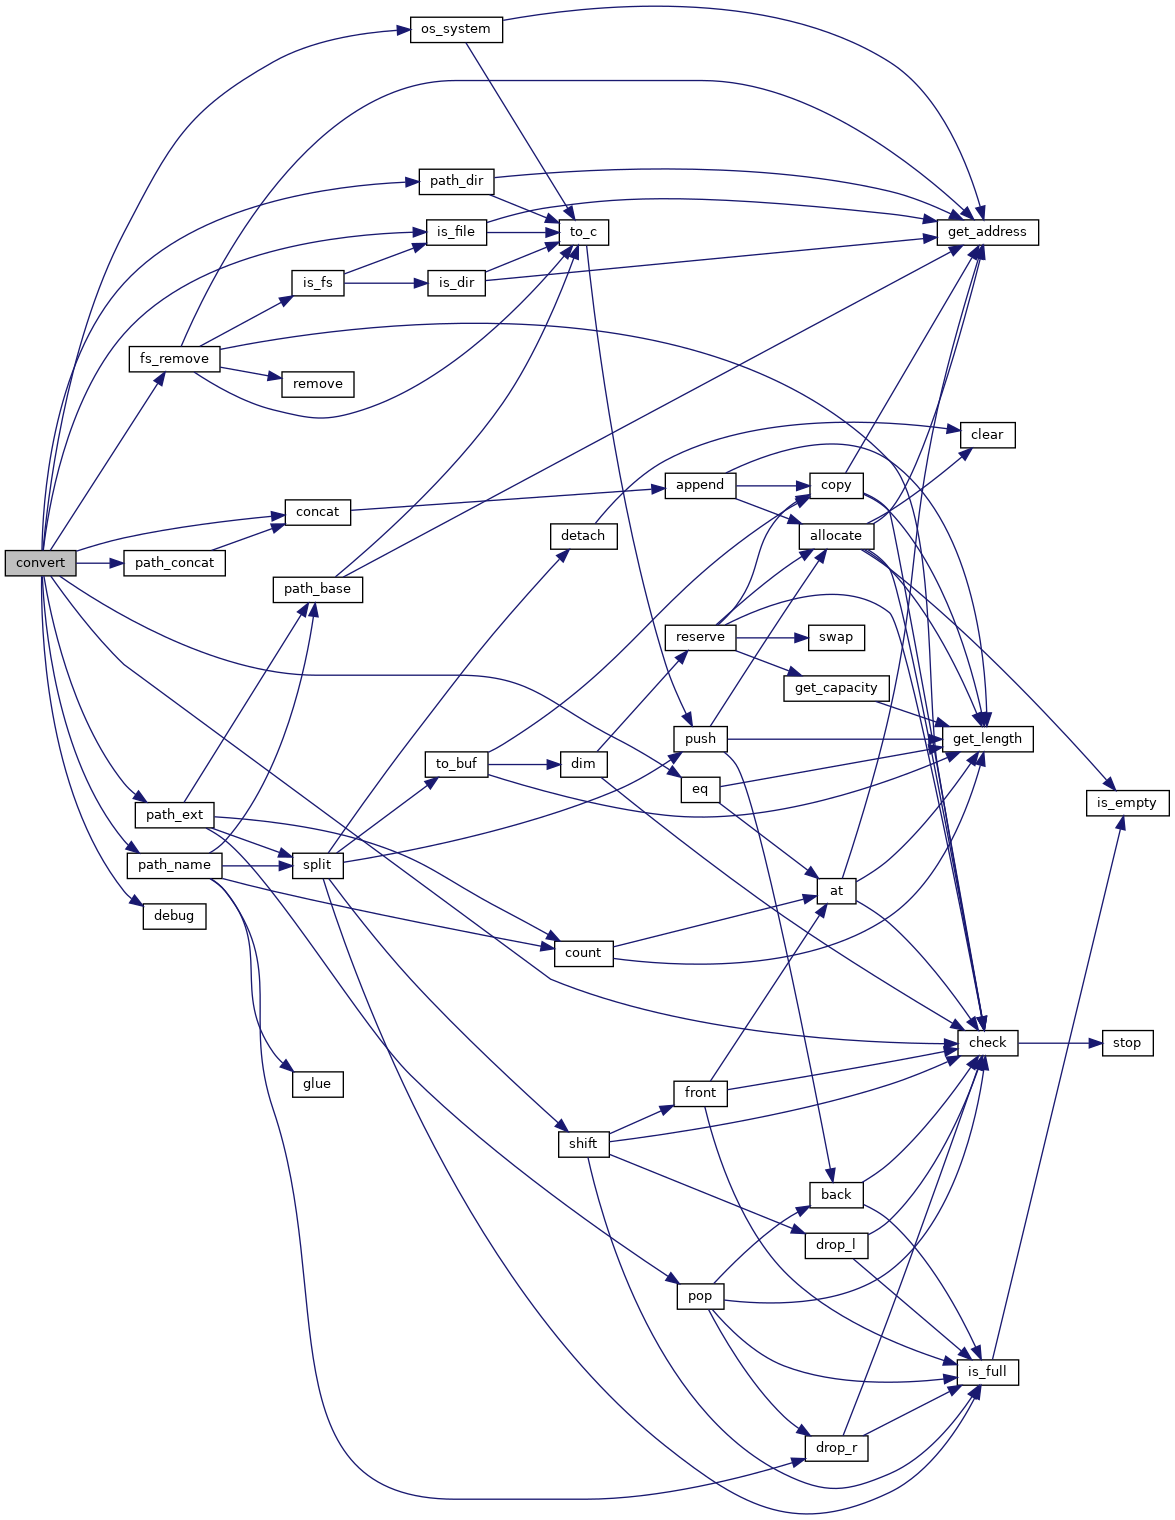 os_system
path_dir
is_file
to_c
get_address
is_fs
is_dir
fs_remove
remove
clear
append
copy
concat
detach
allocate
convert
path_concat
path_base
reserve
swap
get_capacity
push
get_length
to_buf
dim
eq
is_empty
path_ext
path_name
split
at
debug
count
check
stop
glue
front
shift
back
drop_l
pop
is_full
drop_r